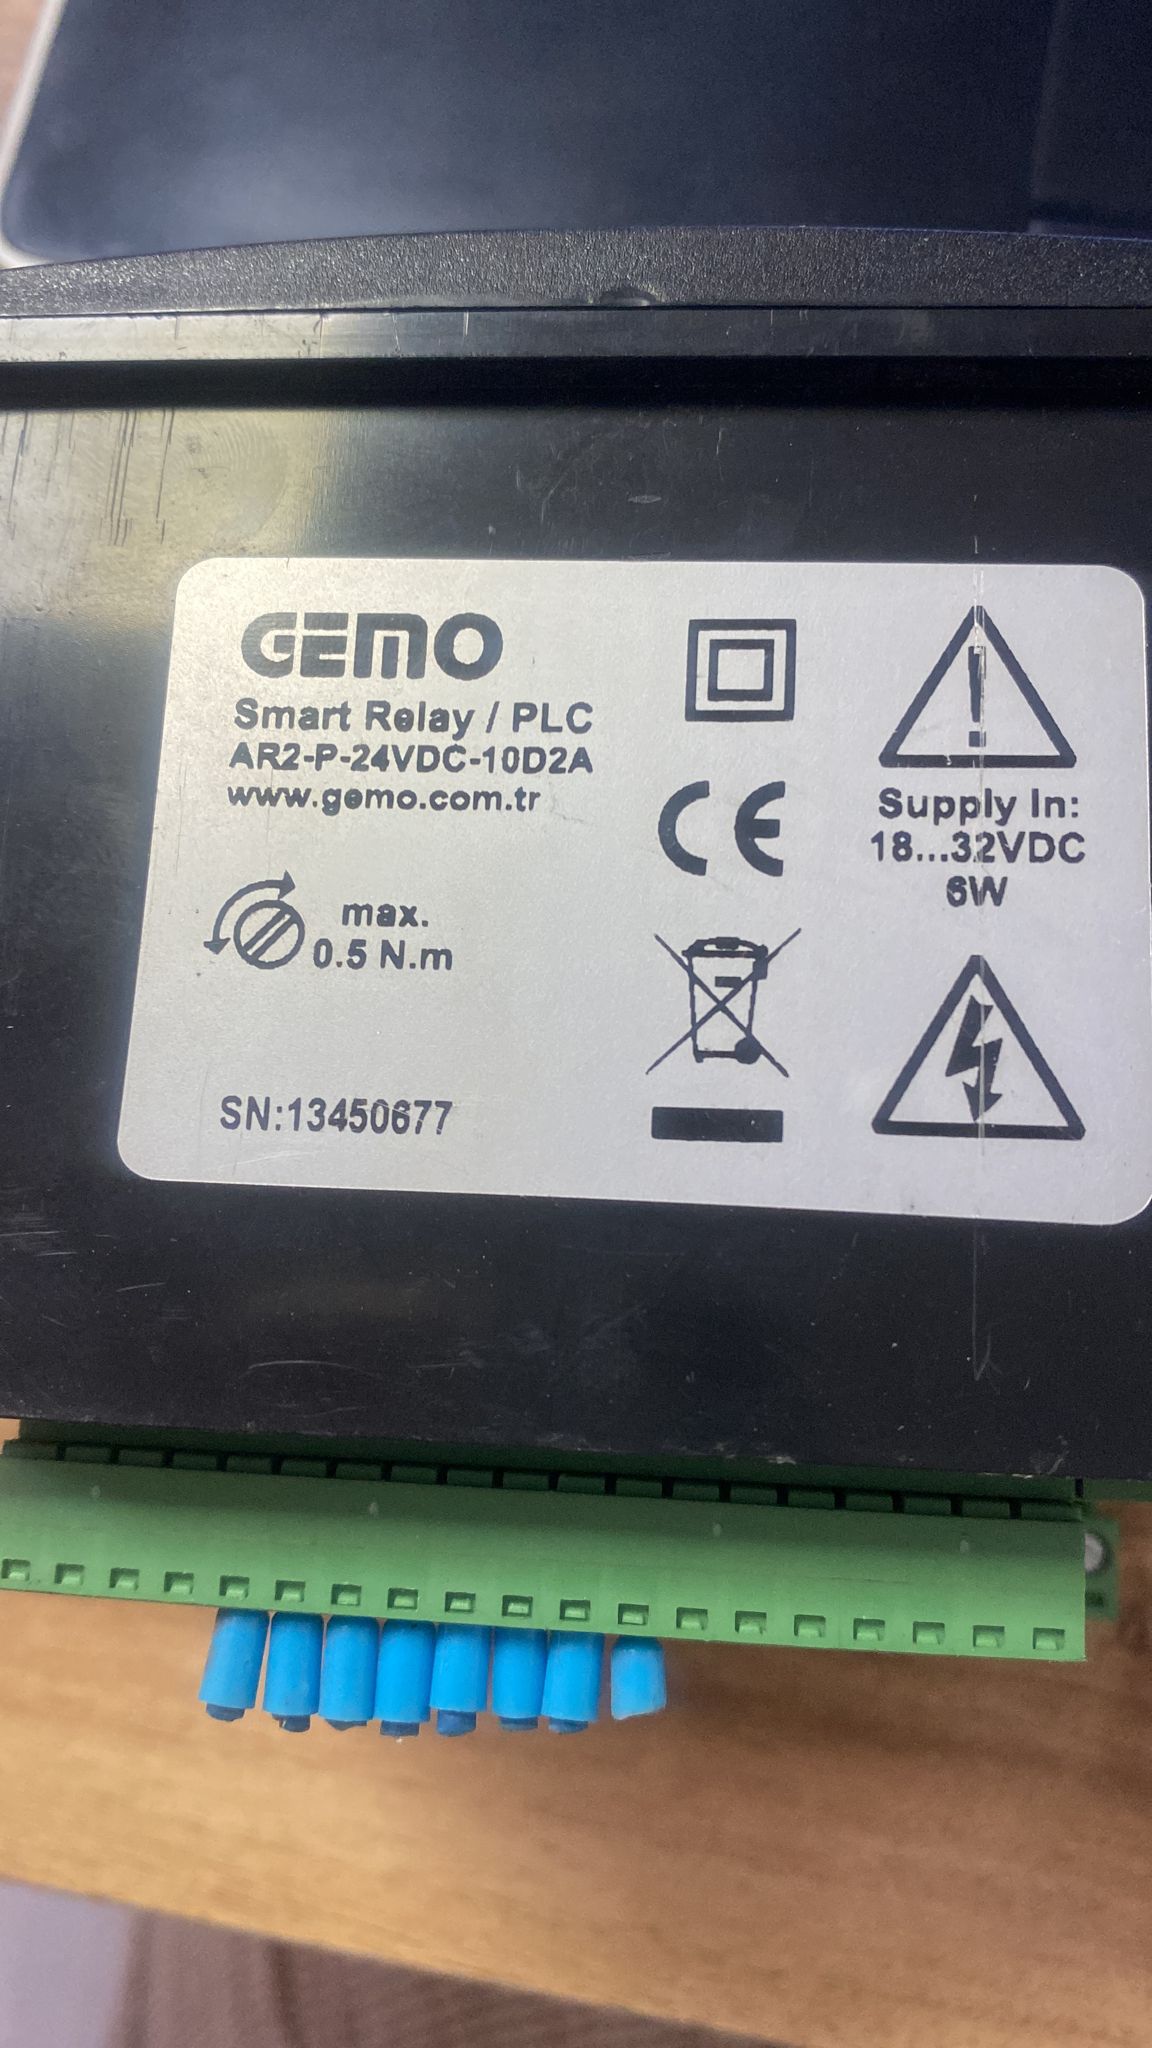 GEMO
Smart Relay / PLC
AR2-P-24VDC-10D2A
www.gemo.com.tr
max.
0.5 N.m
SN:13450677
CE
Supply In:
18...32VDC
6W